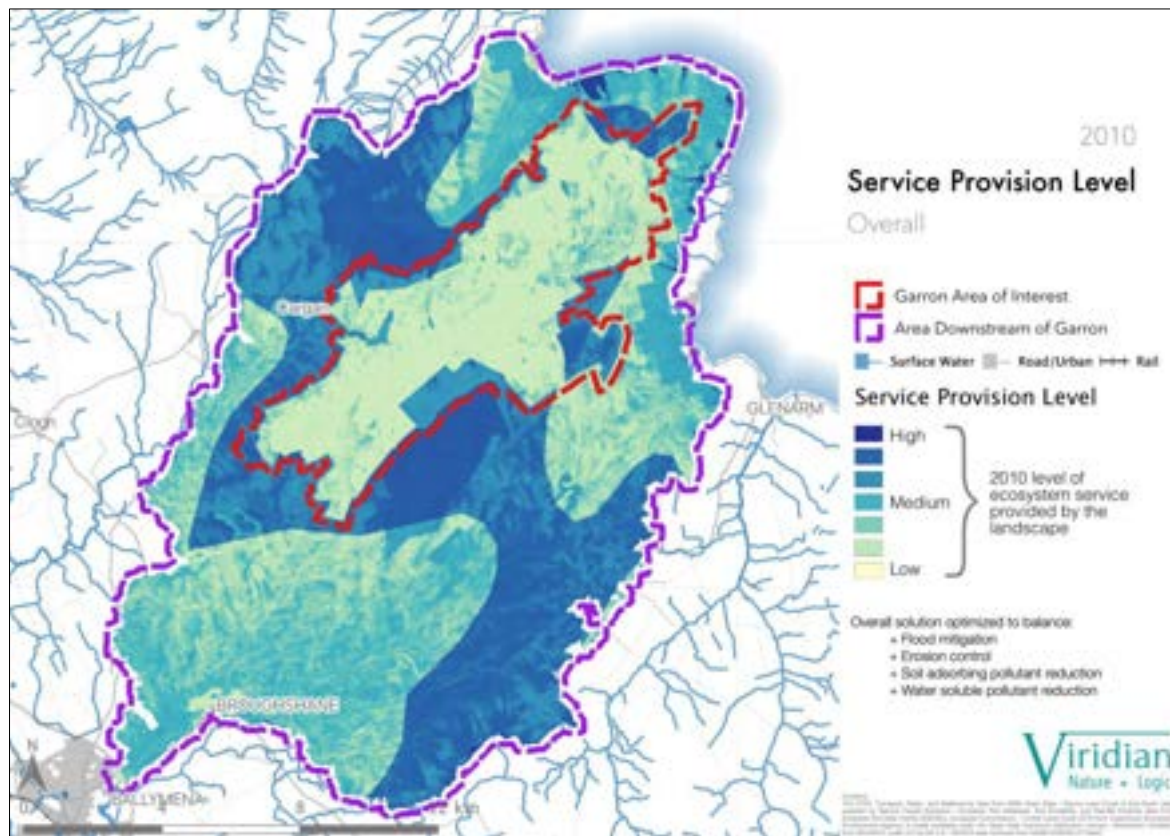 2010
Service Provision Level
Overall
Garron Area of Interest
Area Downstream of Garron
Surface Water
Road/Urban
Rail
Service Provision Level
High
Medium
Low
2010 level of
ecosystem service
provided by the
landscape
Overall solution optimized to balance:
+ Flood mitigation
+ Erosion control
+ Soil adsorbing pollutant reduction
+ Water soluble pollutant reduction
Viridian
Nature + Logic
Cargan
Clogh
GLENARM
BROUGHSHANE
BALLYMENA
N
4
8
km